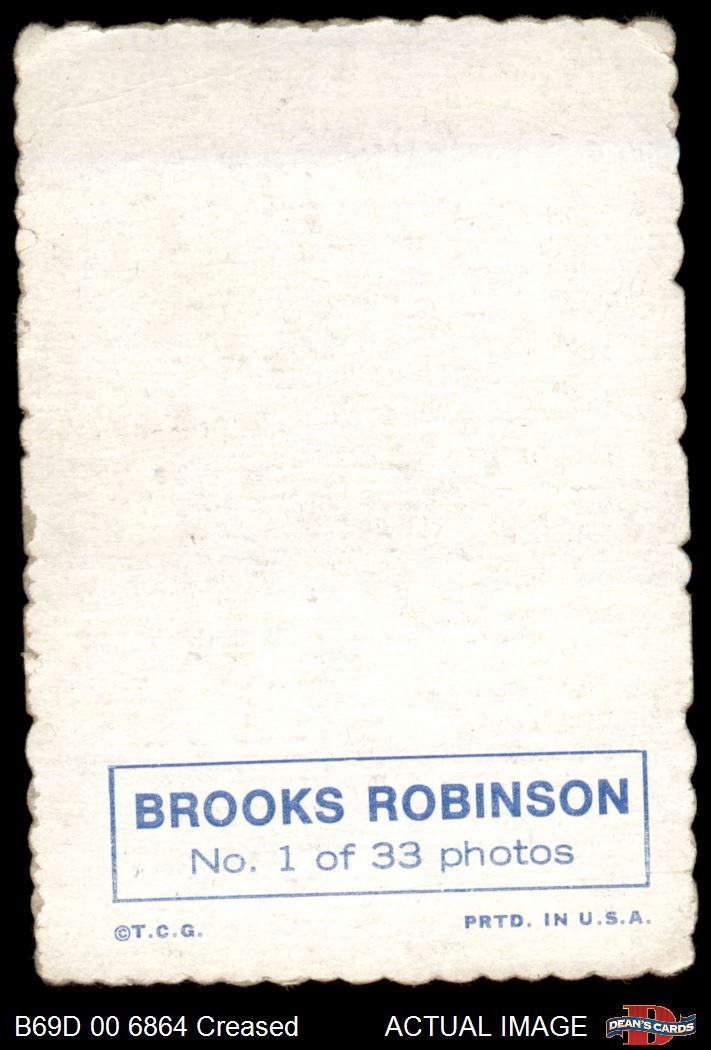 BROOKS ROBINSON
No. 1 of 33 photos
©T.C.G. PRTD. IN U.S.A.
B69D 00 6864 Creased ACTUAL IMAGE DEAN'S CARDS